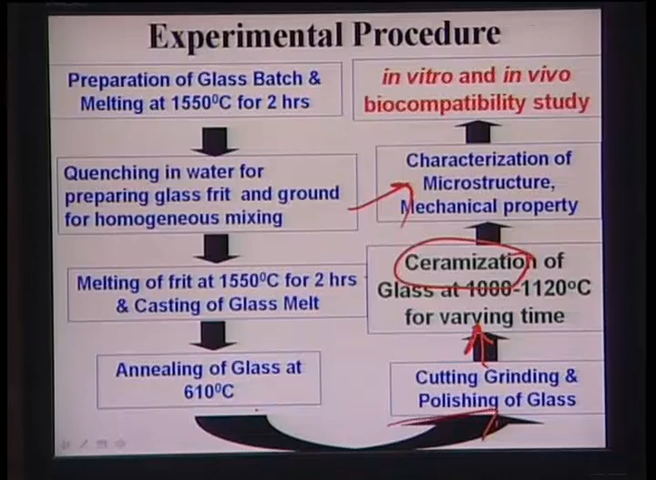 Experimental Procedure
Preparation of Glass Batch &
Melting at 1550⁰C for 2 hrs
Quenching in water for
preparing glass frit and ground
for homogeneous mixing
Melting of frit at 1550⁰C for 2 hrs
& Casting of Glass Melt
Annealing of Glass at
610⁰C
Cutting Grinding &
Polishing of Glass
Ceramization of
Glass at 1000-1120ºC
for varying time
Characterization of
Microstructure,
Mechanical property
in vitro and in vivo
biocompatibility study